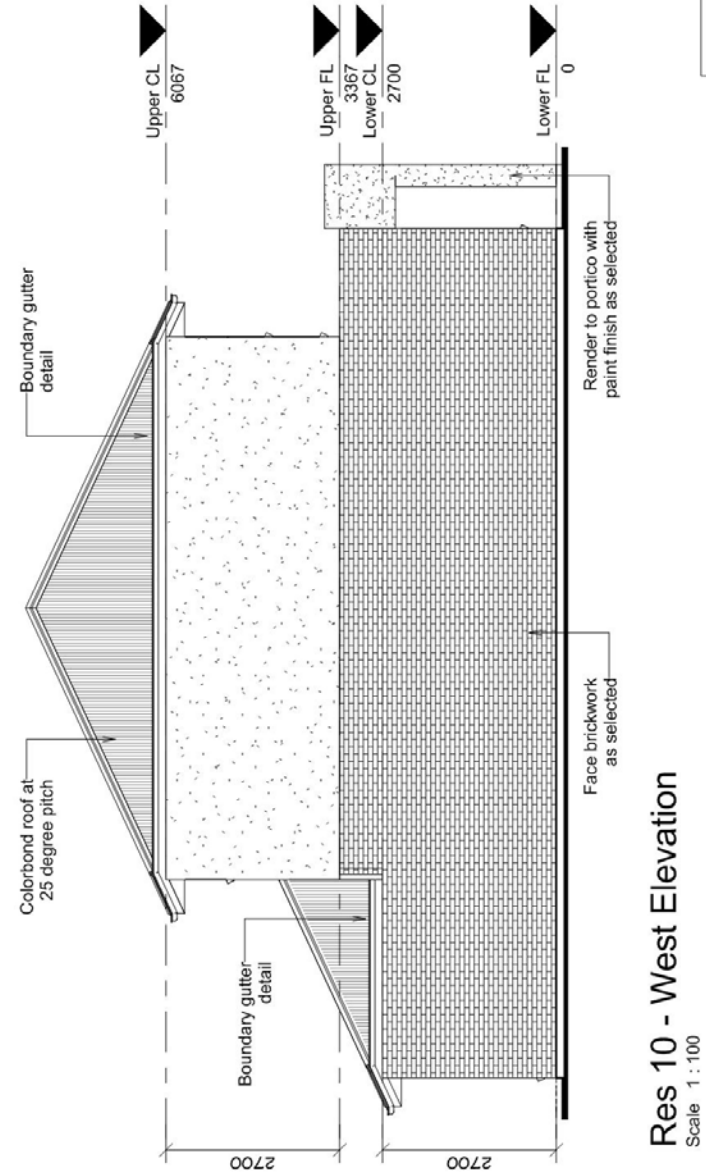 Upper CL
6067
Upper FL
3367
Lower CL
2700
Lower FL
0
Boundary gutter
detail
Colorbond roof at
25 degree pitch
Boundary gutter
detail
2700
2700
Render to portico with
paint finish as selected
Face brickwork
as selected
Res 10 - West Elevation
Scale 1 : 100